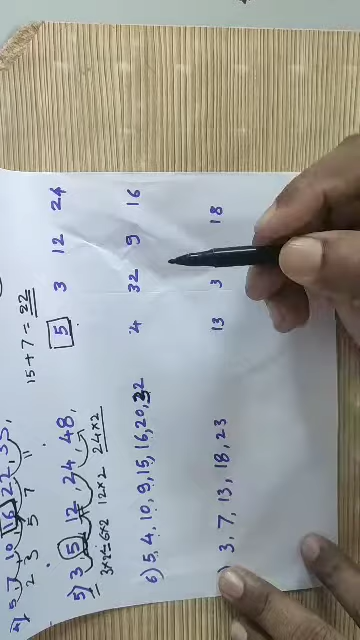 4) 5 7 10 16 22,
2 3 5 7 11 15+7 = 22
5) 3 5 12, 24, 48, 5 3 12 24
3×2=6×2 12×2 24×2
6) 5, 4, 10, 9, 15, 16, 20, 32 4 32 9 16
) 3, 7, 13, 18, 23 13 3 18